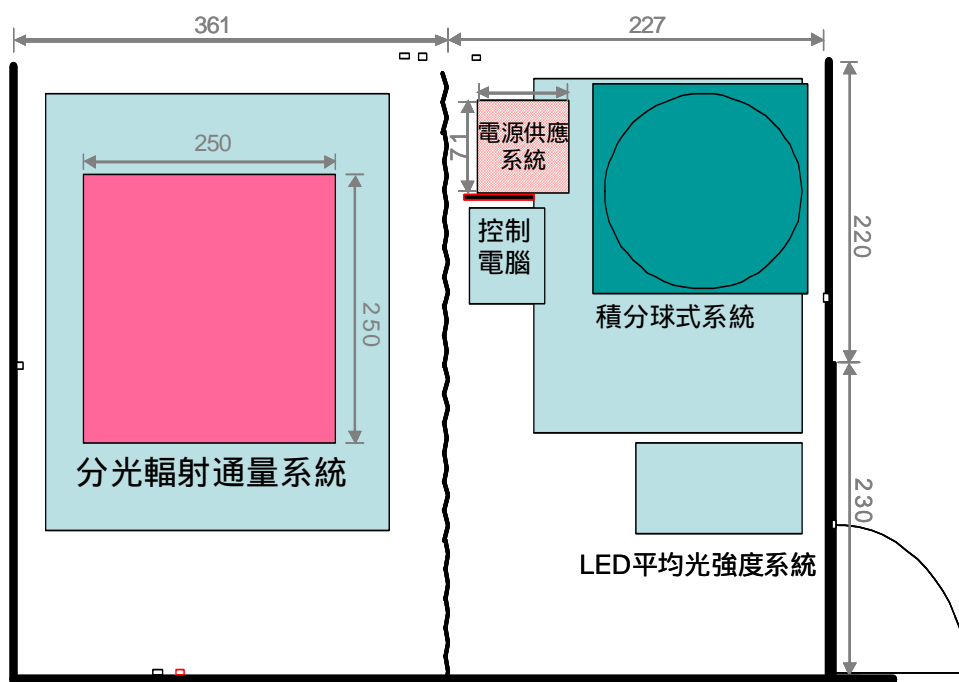 361
227
250
250
分光輻射通量系統
71
電源供應
系統
控制
電腦
積分球式系統
220
230
LED平均光強度系統